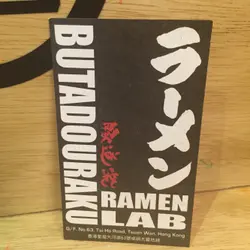 ラーメン
BUTADOURAKU
豚道楽
RAMEN
LAB
G/F. No.63, Tai Ho Road, Tsuen Wan, Hong Kong